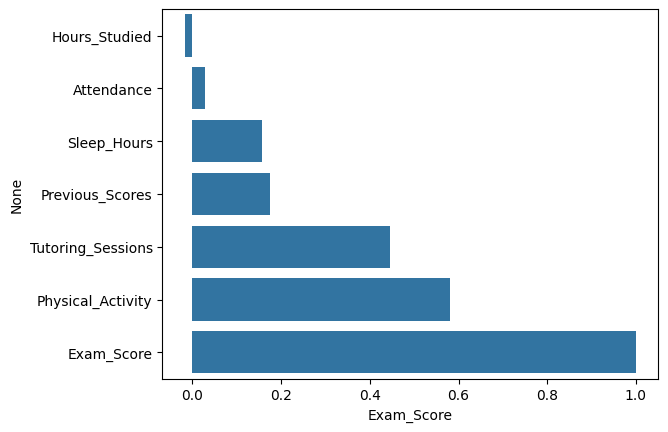 Hours_Studied
Attendance
Sleep_Hours
Previous_Scores
Tutoring_Sessions
Physical_Activity
Exam_Score
None
0.0 0.2 0.4 0.6 0.8 1.0
Exam_Score